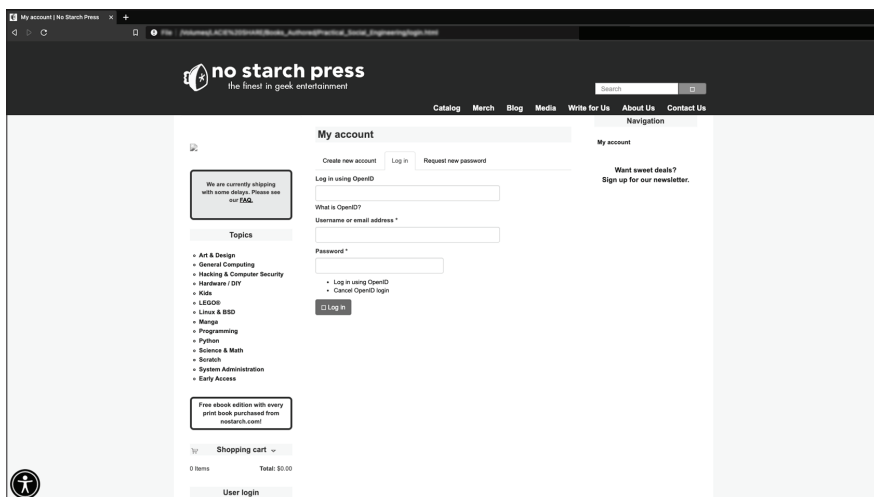 My account | No Starch Press
File
no starch press
the finest in geek entertainment
Search
Catalog Merch Blog Media Write for Us About Us Contact Us
Navigation
My account
Want sweet deals?
Sign up for our newsletter.
We are currently shipping
with some delays. Please see
our FAQ.
Topics
Art & Design
General Computing
Hacking & Computer Security
Hardware / DIY
Kids
LEGO®
Linux & BSD
Manga
Programming
Python
Science & Math
Scratch
System Administration
Early Access
Free ebook edition with every
print book purchased from
nostarch.com!
Shopping cart
0 Items Total: $0.00
User login
My account
Create new account Log in Request new password
Log in using OpenID
What is OpenID?
Username or email address *
Password *
Log in using OpenID
Cancel OpenID login
Log in